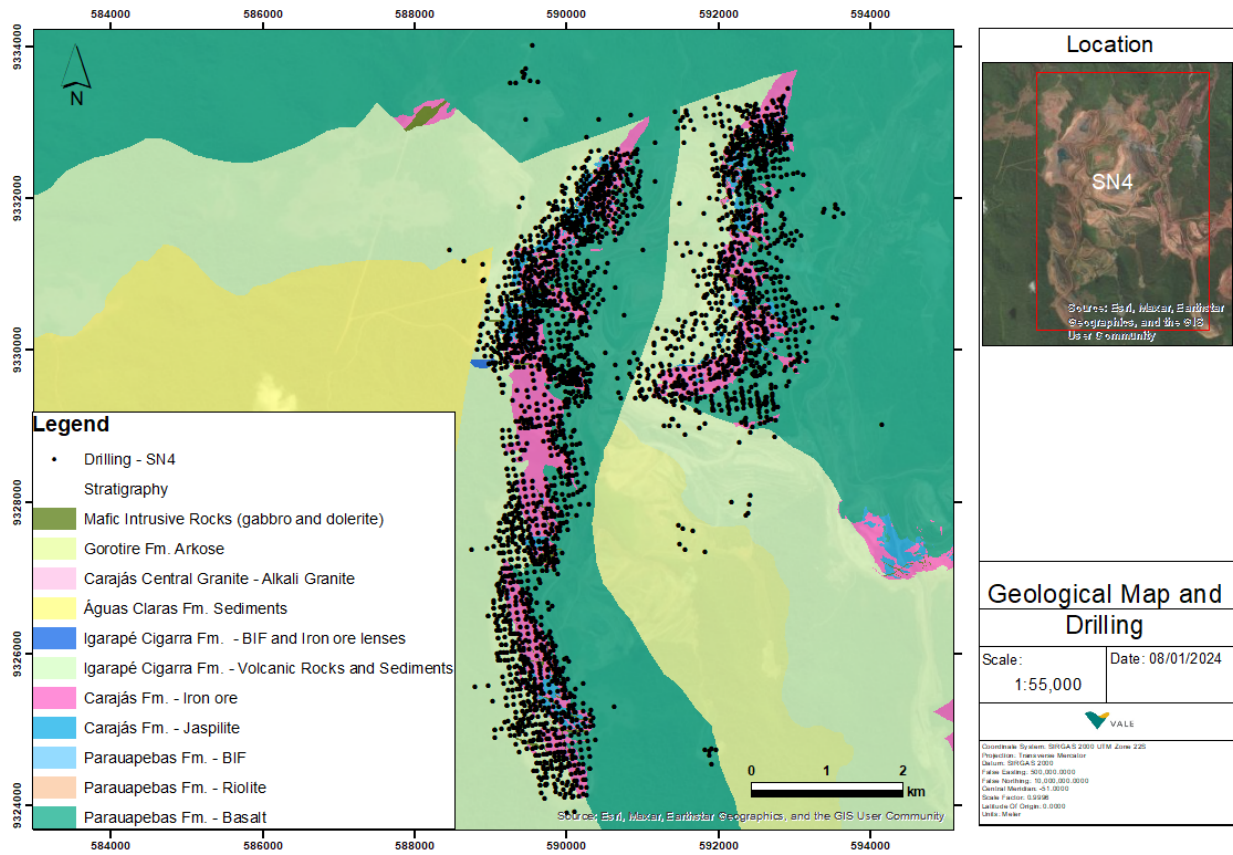 584000 586000 588000 590000 592000 594000
9334000
9332000
9330000
9328000
9326000
9324000
N
Legend
Drilling - SN4
Stratigraphy
Mafic Intrusive Rocks (gabbro and dolerite)
Gorotire Fm. Arkose
Carajás Central Granite - Alkali Granite
Águas Claras Fm. Sediments
Igarapé Cigarra Fm. - BIF and Iron ore lenses
Igarapé Cigarra Fm. - Volcanic Rocks and Sediments
Carajás Fm. - Iron ore
Carajás Fm. - Jaspilite
Parauapebas Fm. - BIF
Parauapebas Fm. - Riolite
Parauapebas Fm. - Basalt
0 1 2
km
Source: Esri, Maxar, Earthstar Geographics, and the GIS User Community
584000 586000 588000 590000 592000 594000
Location
SN4
Source: Esri, Maxar, Earthstar
Geographics, and the GIS
User Community
Geological Map and
Drilling
Scale:
1:55,000
Date: 08/01/2024
VALE
Coordinate System: SIRGAS 2000 UTM Zone 22S
Projection: Transverse Mercator
Datum: SIRGAS 2000
False Easting: 500,000.0000
False Northing: 10,000,000.0000
Central Meridian: -51.0000
Scale Factor: 0.9996
Latitude Of Origin: 0.0000
Units: Meter